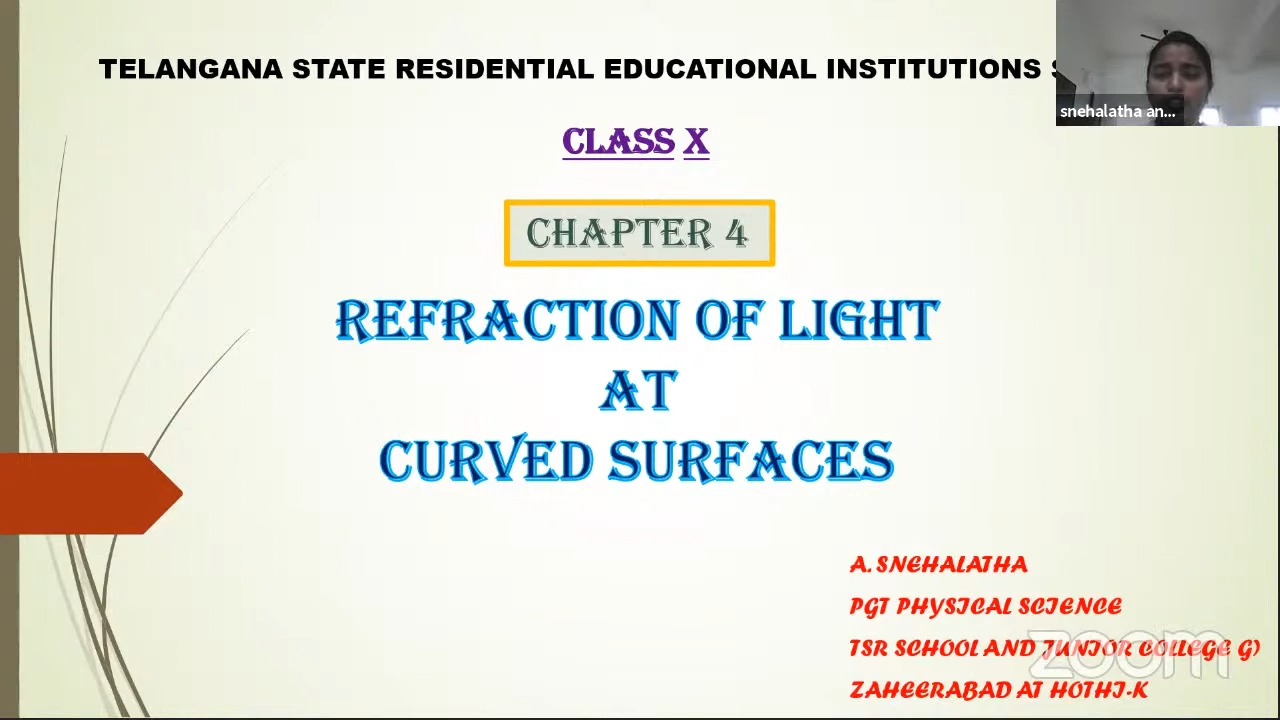 TELANGANA STATE RESIDENTIAL EDUCATIONAL INSTITUTIONS
snehalatha an...
CLASS X
CHAPTER 4
REFRACTION OF LIGHT
AT
CURVED SURFACES
A. SNEHALATHA
PGT PHYSICAL SCIENCE
TSR SCHOOL AND JUNIOR COLLEGE G)
zoom
ZAHEERABAD AT HOTHI-K